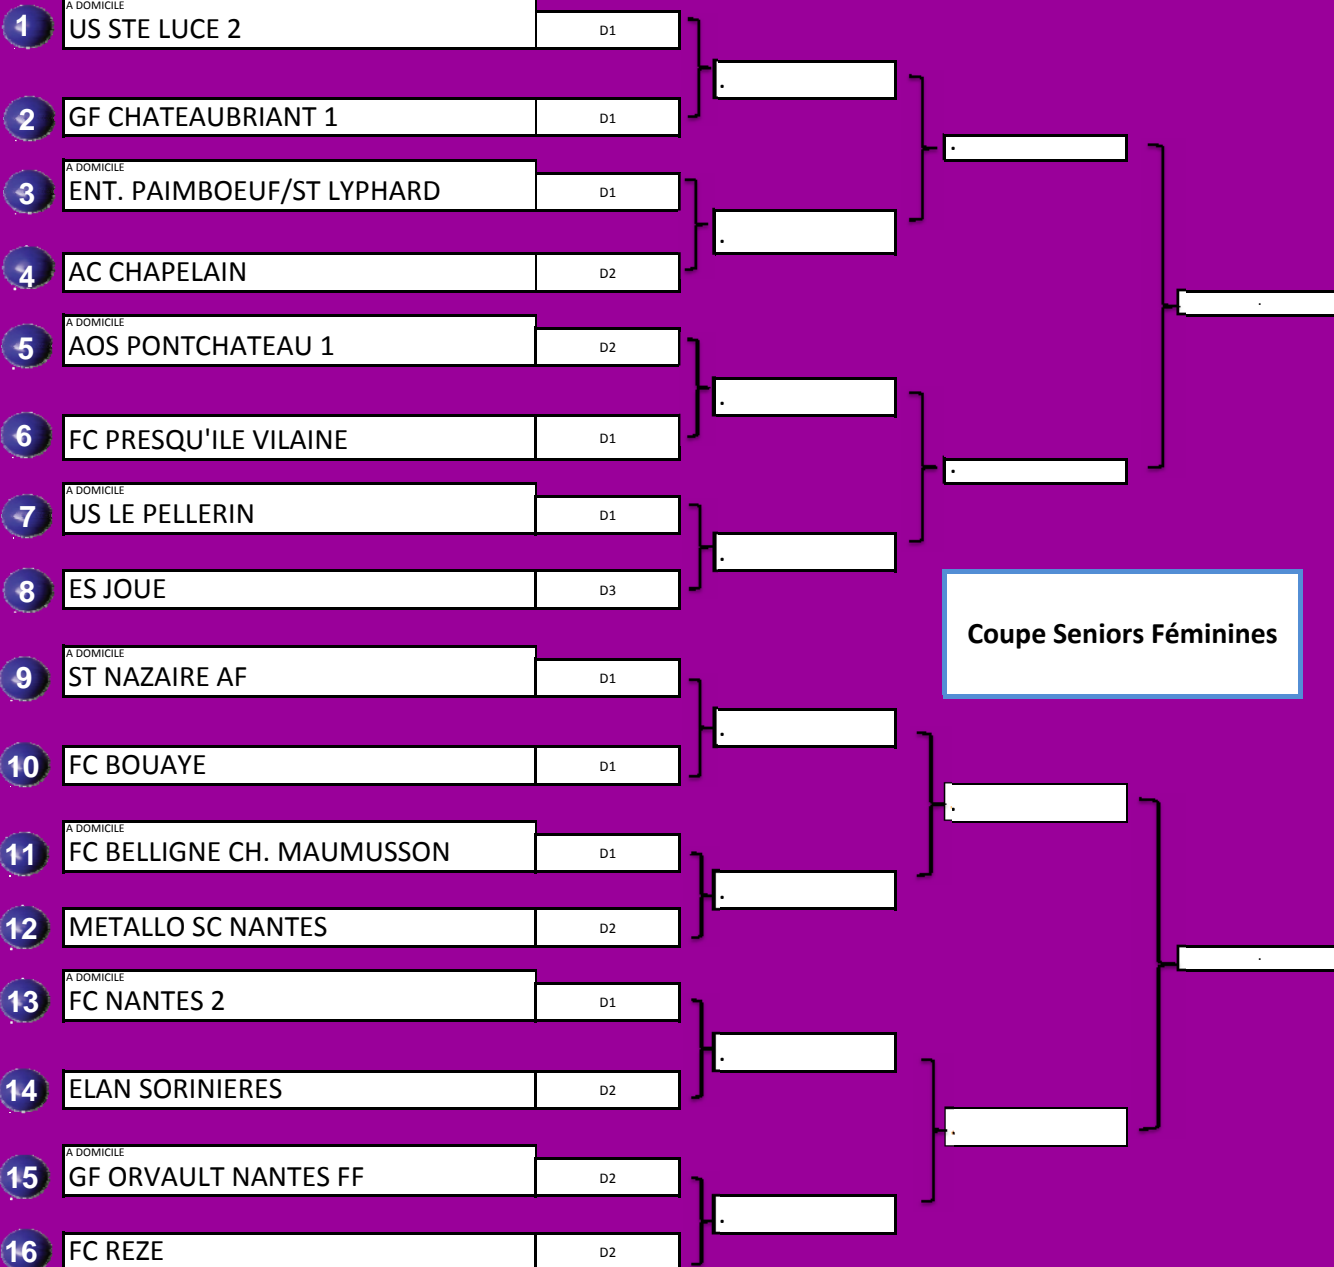 A DOMICILE
1 US STE LUCE 2 D1
.
2 GF CHATEAUBRIANT 1 D1
.
A DOMICILE
3 ENT. PAIMBOEUF/ST LYPHARD D1
.
4 AC CHAPELAIN D2
.
A DOMICILE
5 AOS PONTCHATEAU 1 D2
.
6 FC PRESQU'ILE VILAINE D1
.
A DOMICILE
7 US LE PELLERIN D1
.
8 ES JOUE D3
Coupe Seniors Féminines
A DOMICILE
9 ST NAZAIRE AF D1
.
10 FC BOUAYE D1
.
A DOMICILE
11 FC BELLIGNE CH. MAUMUSSON D1
.
12 METALLO SC NANTES D2
.
A DOMICILE
13 FC NANTES 2 D1
.
14 ELAN SORINIERES D2
.
A DOMICILE
15 GF ORVAULT NANTES FF D2
.
16 FC REZE D2